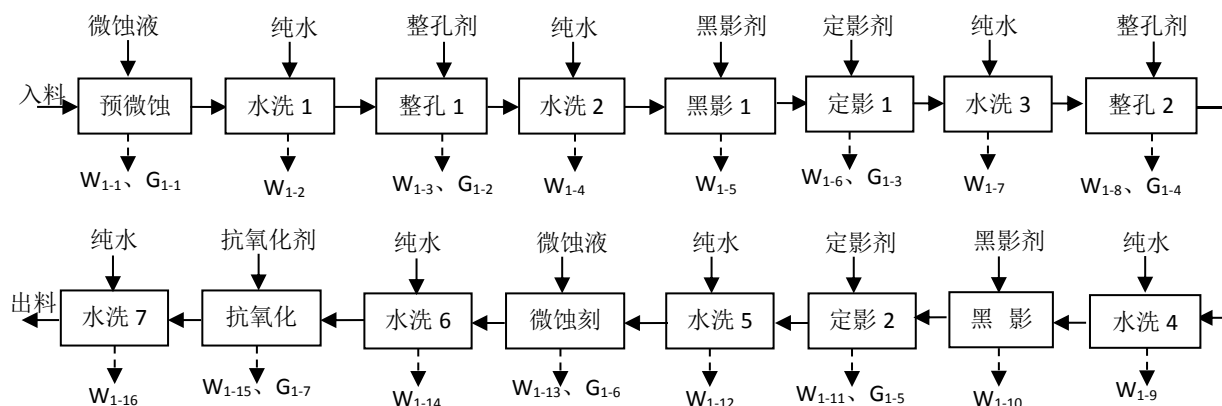 微蚀液 纯水 整孔剂 纯水 黑影剂 定影剂 纯水 整孔剂
入料 预微蚀 水洗 1 整孔 1 水洗 2 黑影 1 定影 1 水洗 3 整孔 2
W1-1、G1-1 W1-2 W1-3、G1-2 W1-4 W1-5 W1-6、G1-3 W1-7 W1-8、G1-4
纯水 抗氧化剂 纯水 微蚀液 纯水 定影剂 黑影剂 纯水
出料 水洗 7 抗氧化 水洗 6 微蚀刻 水洗 5 定影 2 黑 影 水洗 4
W1-16 W1-15、G1-7 W1-14 W1-13、G1-6 W1-12 W1-11、G1-5 W1-10 W1-9